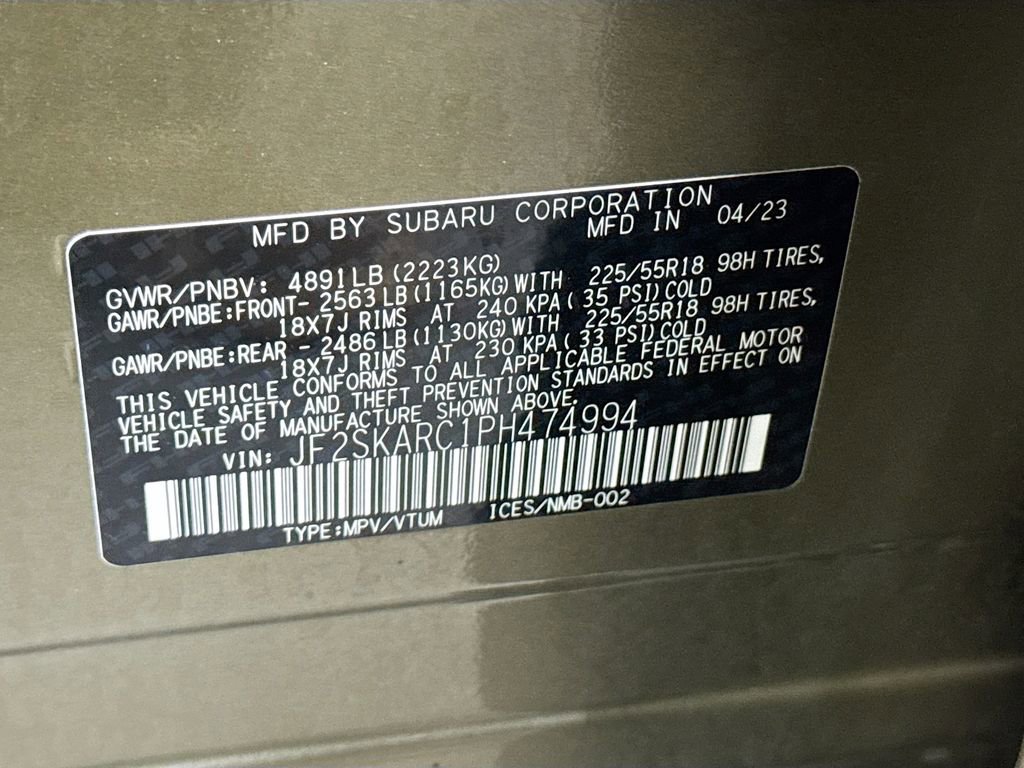 MFD BY SUBARU CORPORATION
MFD IN 04/23
GVWR/PNBV: 4891LB(2223KG)
GAWR/PNBE:FRONT- 2563LB(1165KG)WITH 225/55R18 98H TIRES,
18X7J RIMS AT 240 KPA( 35 PSI)COLD
GAWR/PNBE:REAR - 2486LB(1130KG)WITH 225/55R18 98H TIRES,
18X7J RIMS AT 230 KPA( 33 PSI)COLD
THIS VEHICLE CONFORMS TO ALL APPLICABLE FEDERAL MOTOR
VEHICLE SAFETY AND THEFT PREVENTION STANDARDS IN EFFECT ON
THE DATE OF MANUFACTURE SHOWN ABOVE.
VIN: JF2SKARC1PH474994
TYPE:MPV/VTUM ICES/NMB-002